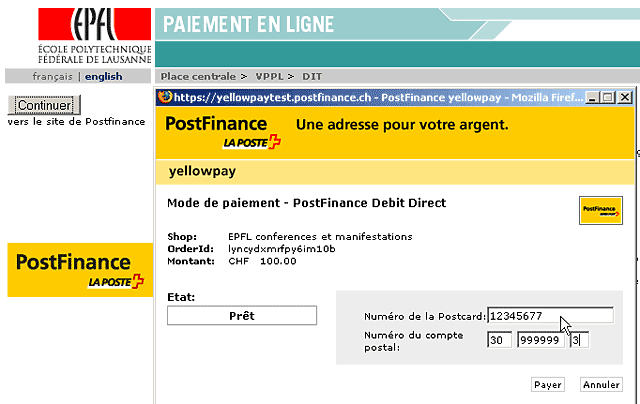 EPFL
ÉCOLE POLYTECHNIQUE
FÉDÉRALE DE LAUSANNE
PAIEMENT EN LIGNE
français | english
Place centrale > VPPL > DIT
Continuer
vers le site de Postfinance
PostFinance
LA POSTE
https://yellowpaytest.postfinance.ch - PostFinance yellowpay - Mozilla Firef...
PostFinance
LA POSTE
Une adresse pour votre argent.
yellowpay
Mode de paiement - PostFinance Debit Direct
PostFinance
Shop: EPFL conferences et manifestations
OrderId: lyncydxmrfpy6im10b
Montant: CHF 100.00
Etat:
Prêt
Numéro de la Postcard: 12345677
Numéro du compte
postal: 30 999999 3
Payer Annuler